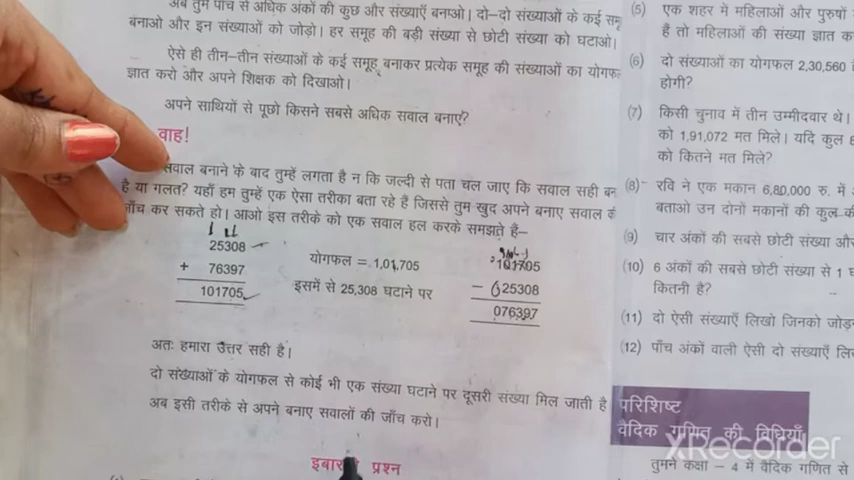 अब तुम पाँच से अधिक अंकों की कुछ और संख्याएँ बनाओ। दो-दो संख्याओं के कई समू
बनाओ और इन संख्याओं को जोड़ो। हर समूह की बड़ी संख्या से छोटी संख्या को घटाओ।
ऐसे ही तीन-तीन संख्याओं के कई समूह बनाकर प्रत्येक समूह की संख्याओं का योगफल
ज्ञात करो और अपने शिक्षक को दिखाओ।
अपने साथियों से पूछो किसने सबसे अधिक सवाल बनाएँ?
वाह!
सवाल बनाने के बाद तुम्हें लगता है न कि जल्दी से पता चल जाए कि सवाल सही बन
है या गलत? यहाँ हम तुम्हें एक ऐसा तरीका बता रहे हैं जिससे तुम खुद अपने बनाए सवाल की
जाँच कर सकते हो। आओ इस तरीके को एक सवाल हल करके समझते है-
25308
+ 76397
101705
योगफल = 1,01,705
इसमें से 25,308 घटाने पर
101705
- 025308
076397
अतः हमारा उत्तर सही है।
दो संख्याओं के योगफल से कोई भी एक संख्या घटाने पर दूसरी संख्या मिल जाती है
अब इसी तरीके से अपने बनाए सवालों की जाँच करो।
प्रश्न
(5) एक शहर में महिलाओं और पुरुषों
हैं तो महिलाओं की संख्या ज्ञात क
(6) दो संख्याओं का योगफल 2,30,560
होगी?
(7) किसी चुनाव में तीन उम्मीदवार थे।
को 1,91,072 मत मिले। यदि कुल 6
को कितने मत मिले?
(8) रवि ने एक मकान 6,80,000 रु. में
बताओ उन दोनों मकानों की कुल की
(9) चार अंकों की सबसे छोटी संख्या और
(10) 6 अंकों की सबसे छोटी संख्या से 1
कितनी है?
(11) दो ऐसी संख्याएँ लिखो जिनको जोड़
(12) पाँच अंकों वाली ऐसी दो संख्याएँ लि
परिशिष्ट
वैदिक गणित की विधियाँ
तुमने कक्षा - 4 में वैदिक गणित से
XRecorder